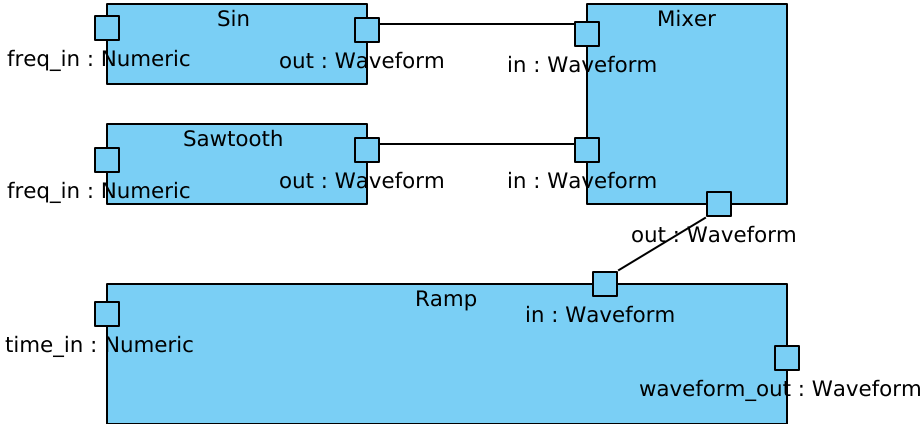 Sin
Mixer
freq_in : Numeric
out : Waveform
in : Waveform
Sawtooth
freq_in : Numeric
out : Waveform
in : Waveform
out : Waveform
Ramp
in : Waveform
time_in : Numeric
waveform_out : Waveform